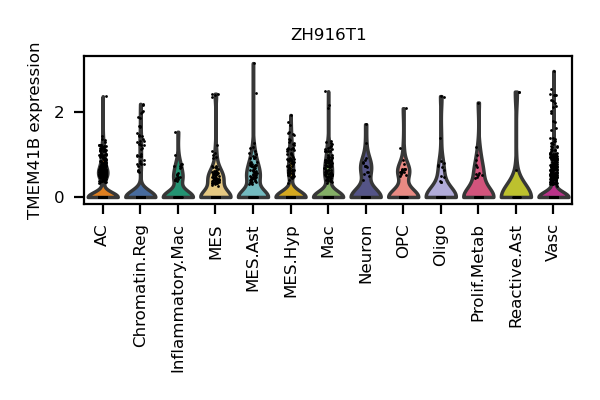 ZH916T1
TMEM41B expression
2
0
AC
Chromatin.Reg
Inflammatory.Mac
MES
MES.Ast
MES.Hyp
Mac
Neuron
OPC
Oligo
Prolif.Metab
Reactive.Ast
Vasc